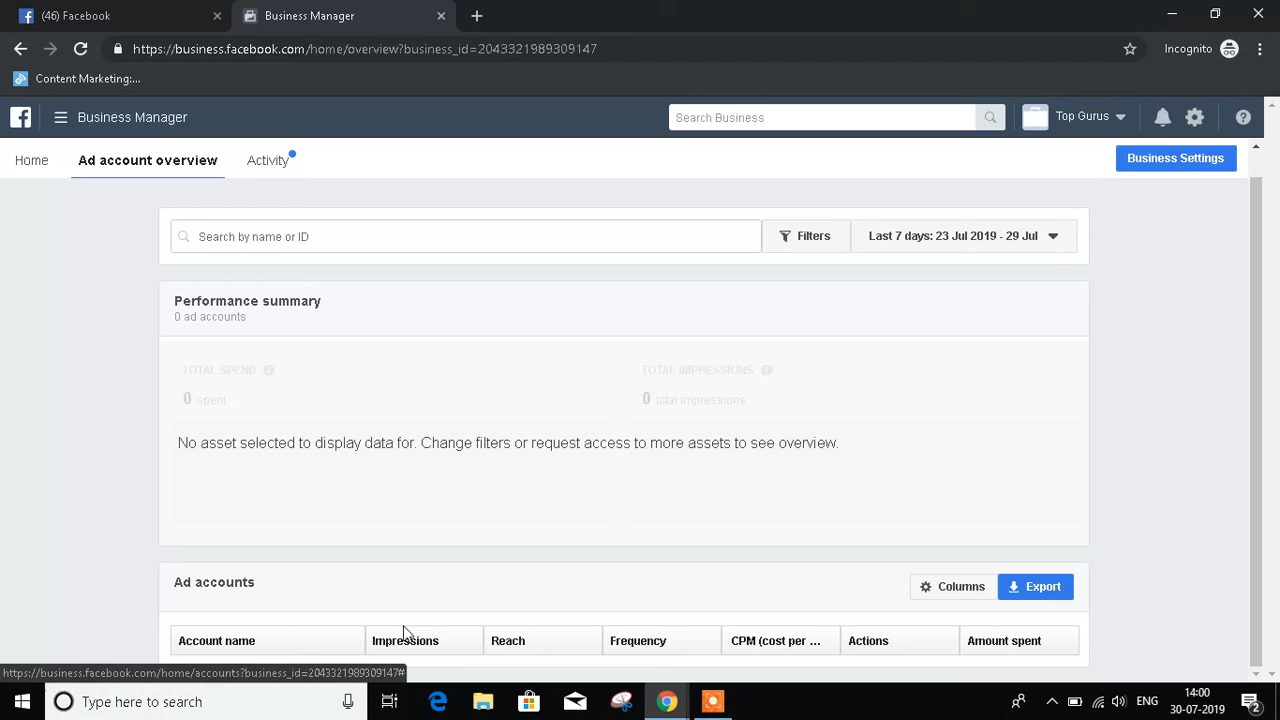 (46) Facebook
Business Manager
https://business.facebook.com/home/overview?business_id=2043321989309147
Incognito
Content Marketing:...
Business Manager
Search Business
Top Gurus
Home
Ad account overview
Activity
Business Settings
Search by name or ID
Filters
Last 7 days: 23 Jul 2019 - 29 Jul
Performance summary
0 ad accounts
TOTAL SPEND
TOTAL IMPRESSIONS
0 spent
0 total impressions
No asset selected to display data for. Change filters or request access to more assets to see overview.
Ad accounts
Columns
Export
Account name
Impressions
Reach
Frequency
CPM (cost per ...
Actions
Amount spent
https://business.facebook.com/home/accounts?business_id=2043321989309147#
Type here to search
ENG
14:00
30-07-2019
2